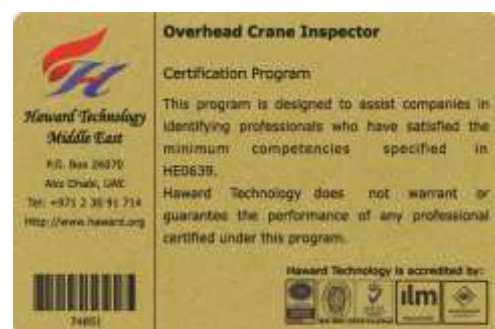 Haward Technology
Middle East
P.O. Box 26070
Abu Dhabi, UAE
Tel: +971 2 30 91 714
Http://www.haward.org
74851
Overhead Crane Inspector
Certification Program
This program is designed to assist companies in
identifying professionals who have satisfied the
minimum competencies specified in
HE0639.
Haward Technology does not warrant or
guarantee the performance of any professional
certified under this program.
Haward Technology is accredited by:
ilm